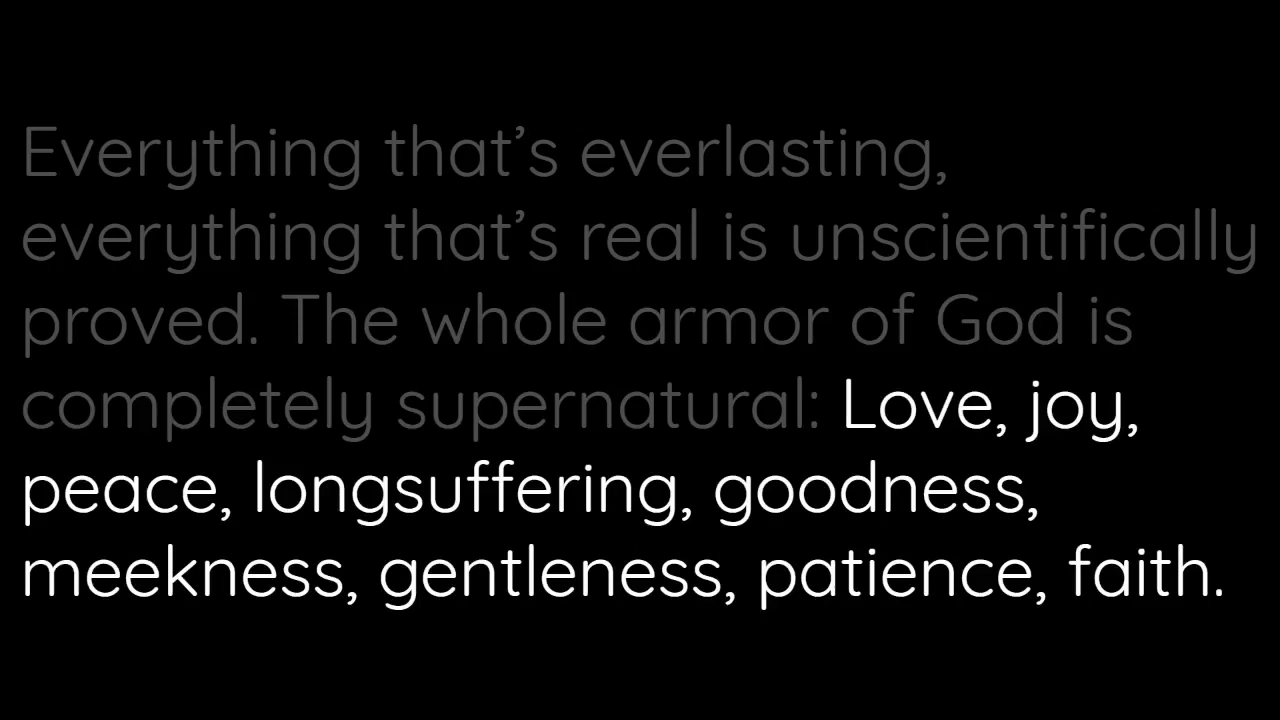 Everything that’s everlasting,
everything that’s real is unscientifically
proved. The whole armor of God is
completely supernatural: Love, joy,
peace, longsuffering, goodness,
meekness, gentleness, patience, faith.